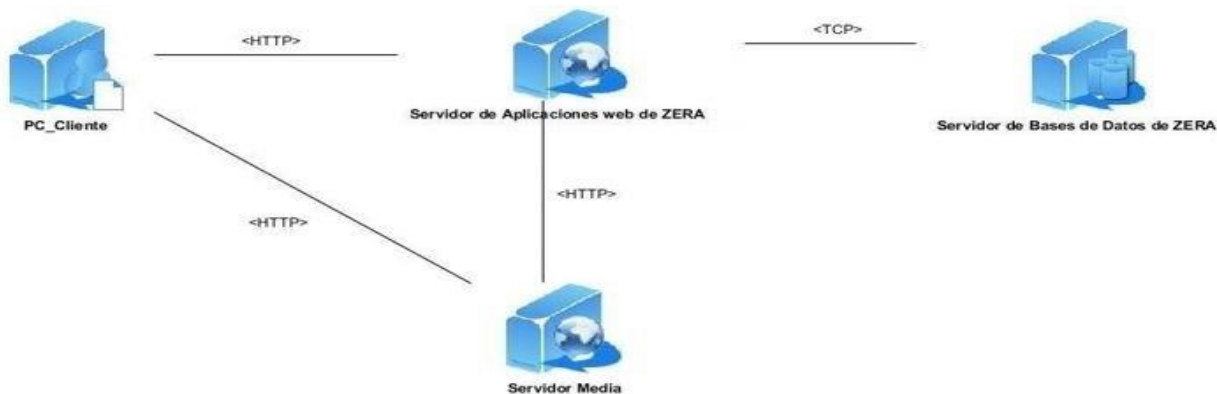 <HTTP>
<TCP>
PC_Cliente
Servidor de Aplicaciones web de ZERA
Servidor de Bases de Datos de ZERA
<HTTP>
<HTTP>
Servidor Media